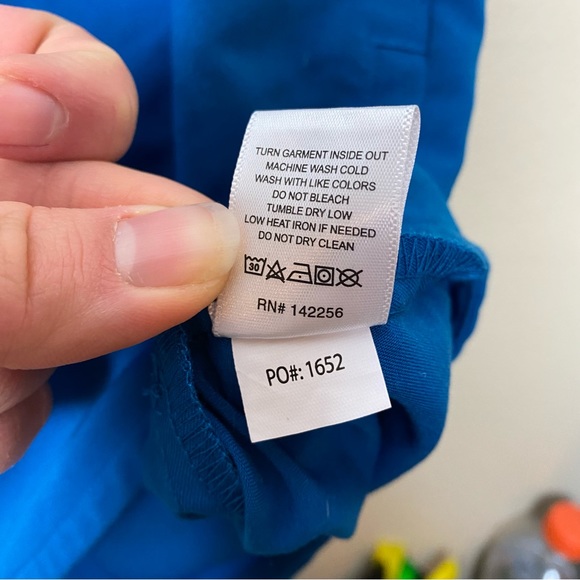 TURN GARMENT INSIDE OUT
MACHINE WASH COLD
WASH WITH LIKE COLORS
DO NOT BLEACH
TUMBLE DRY LOW
LOW HEAT IRON IF NEEDED
DO NOT DRY CLEAN
30
RN# 142256
PO#: 1652